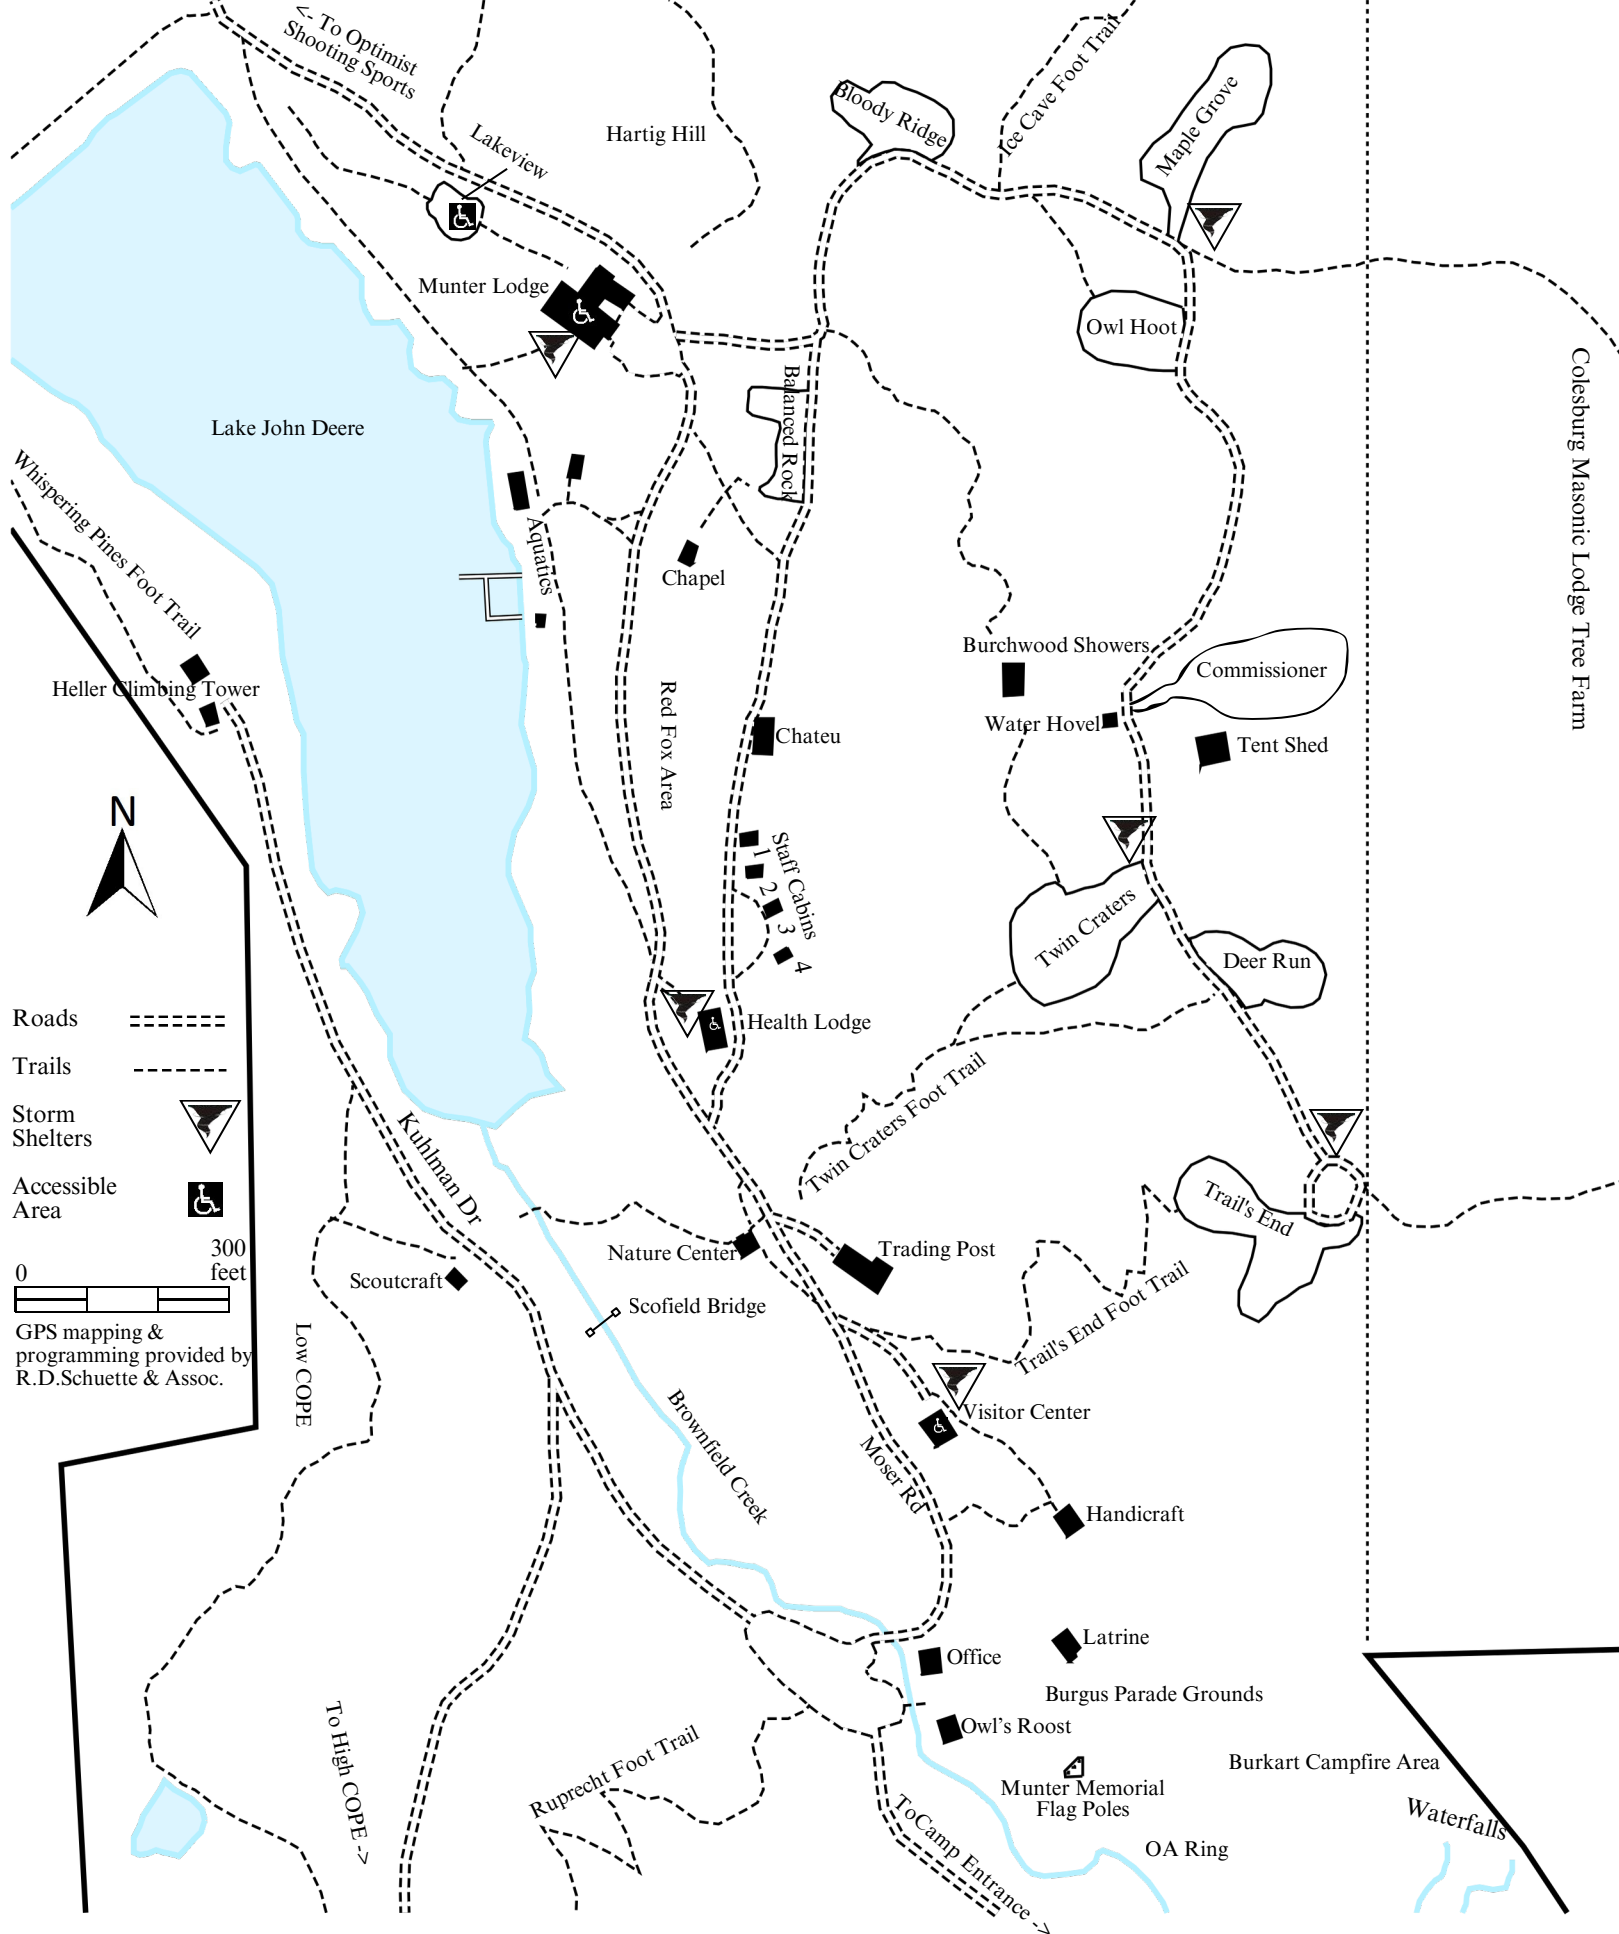 <- To Optimist
Shooting Sports
Lakeview
Hartig Hill
Bloody Ridge
Ice Cave Foot Trail
Maple Grove
Munter Lodge
Owl Hoot
Colesburg Masonic Lodge Tree Farm
Balanced Rock
Lake John Deere
Whispering Pines Foot Trail
Aquatics
Chapel
Burchwood Showers
Commissioner
Heller Climbing Tower
Red Fox Area
Water Hovel
Chateu
Tent Shed
N
Staff Cabins
1
2
3
4
Twin Craters
Deer Run
Roads
Health Lodge
Trails
Twin Craters Foot Trail
Storm
Shelters
Kuhlman Dr
Accessible
Area
Trail's End
Nature Center
Trading Post
0
300
feet
Scoutcraft
Scofield Bridge
Trail's End Foot Trail
GPS mapping &
programming provided by
R.D.Schuette & Assoc.
Low COPE
Brownfield Creek
Visitor Center
Moser Rd
Handicraft
Latrine
Office
Burgus Parade Grounds
Owl's Roost
To High COPE ->
Ruprecht Foot Trail
Burkart Campfire Area
Munter Memorial
Flag Poles
Waterfalls
ToCamp Entrance ->
OA Ring